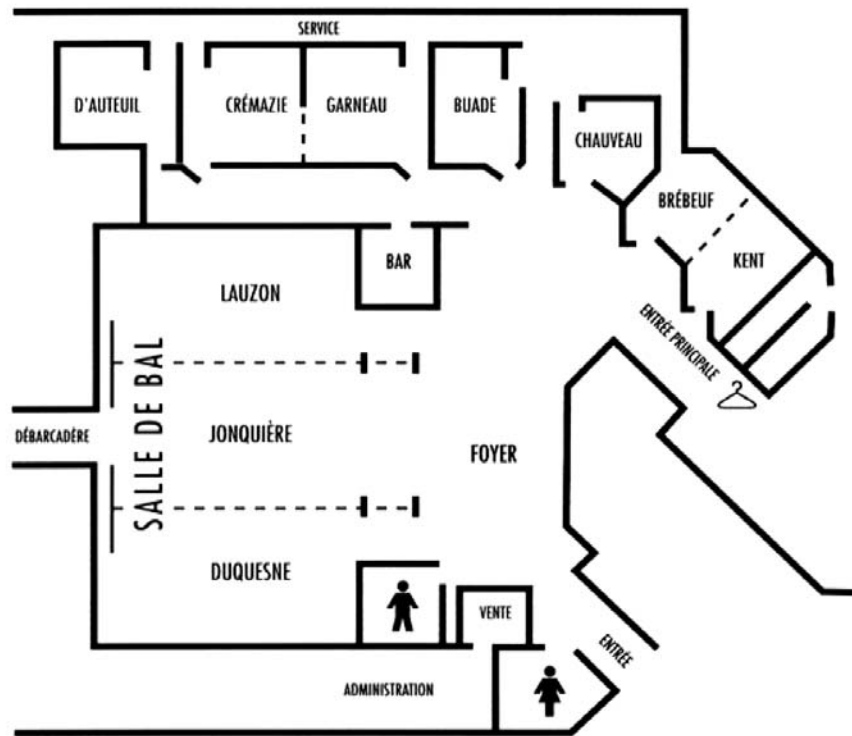 SERVICE
D'AUTEUIL
CRÉMAZIE
GARNEAU
BUADE
CHAUVEAU
BRÉBEUF
KENT
BAR
LAUZON
ENTRÉE PRINCIPALE
SALLE DE BAL
JONQUIÈRE
DÉBARCADÈRE
FOYER
DUQUESNE
VENTE
ENTRÉE
ADMINISTRATION